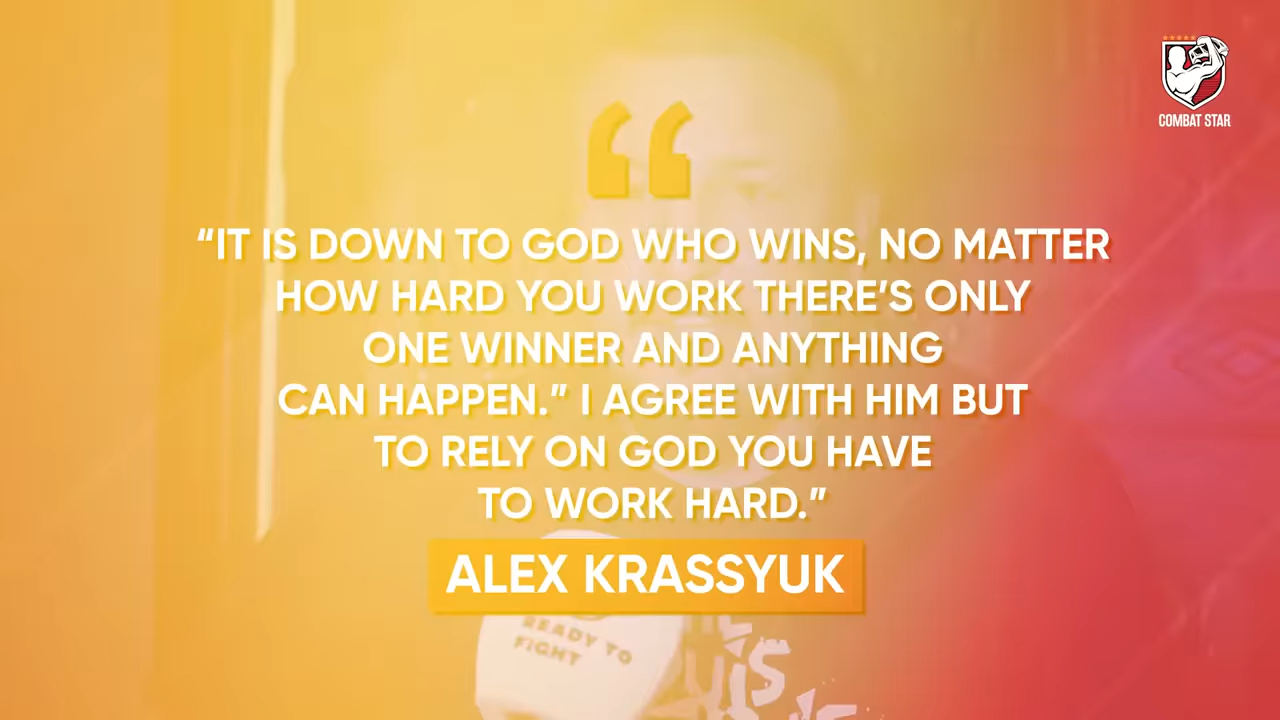 COMBAT STAR
“IT IS DOWN TO GOD WHO WINS, NO MATTER
HOW HARD YOU WORK THERE’S ONLY
ONE WINNER AND ANYTHING
CAN HAPPEN.” I AGREE WITH HIM BUT
TO RELY ON GOD YOU HAVE
TO WORK HARD.”
ALEX KRASSYUK
READY TO
FIGHT